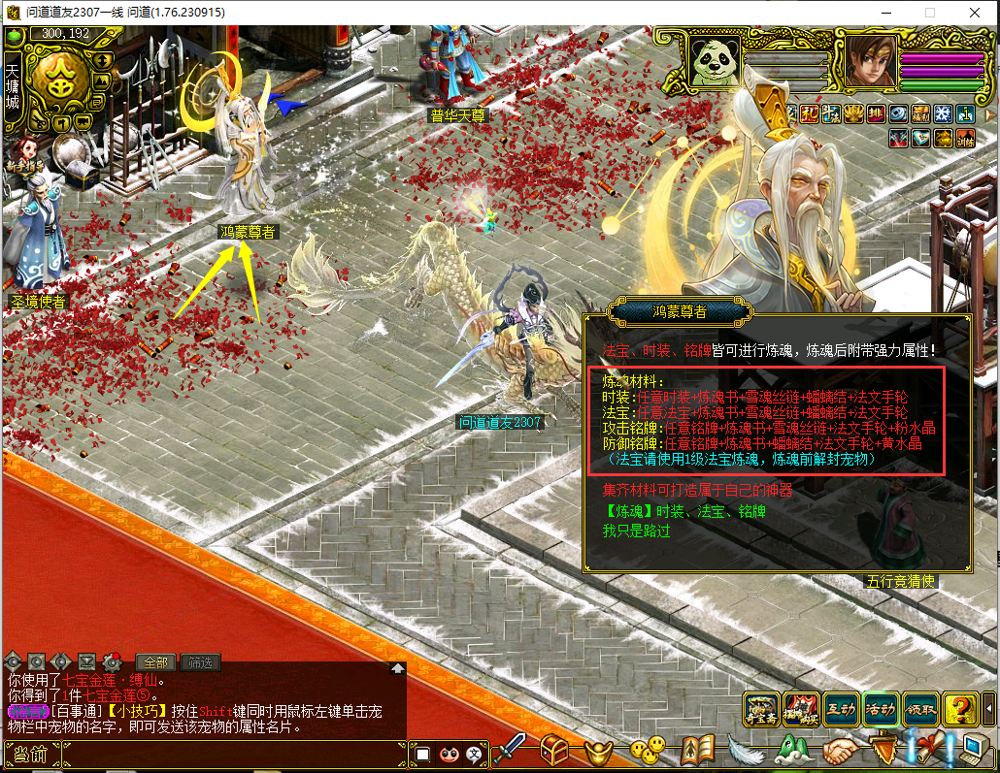 问道道友2307一线 问道(1.76.230915)
300,192
天墉城
新手指导
普华天尊
鸿蒙尊者
圣境使者
问道道友2307
鸿蒙尊者
法宝、时装、铭牌皆可进行炼魂，炼魂后附带强力属性！
炼魂材料：
时装:任意时装+炼魂书+雪魂丝链+蟠螭结+法文手轮
法宝:任意法宝+炼魂书+雪魂丝链+蟠螭结+法文手轮
攻击铭牌:任意铭牌+炼魂书+雪魂丝链+法文手轮+粉水晶
防御铭牌:任意铭牌+炼魂书+蟠螭结+法文手轮+黄水晶
（法宝请使用1级法宝炼魂，炼魂前解封宠物）
集齐材料可打造属于自己的神器
【炼魂】时装、法宝、铭牌
我只是路过
五行竞猜使
全部 筛选
你使用了七宝金莲·缚仙。
你得到了1件七宝金莲⑤。
[百事通]【小技巧】按住Shift键同时用鼠标左键单击宠
物栏中宠物的名字，即可发送该宠物的属性名片。
互动 活动 领取
当前